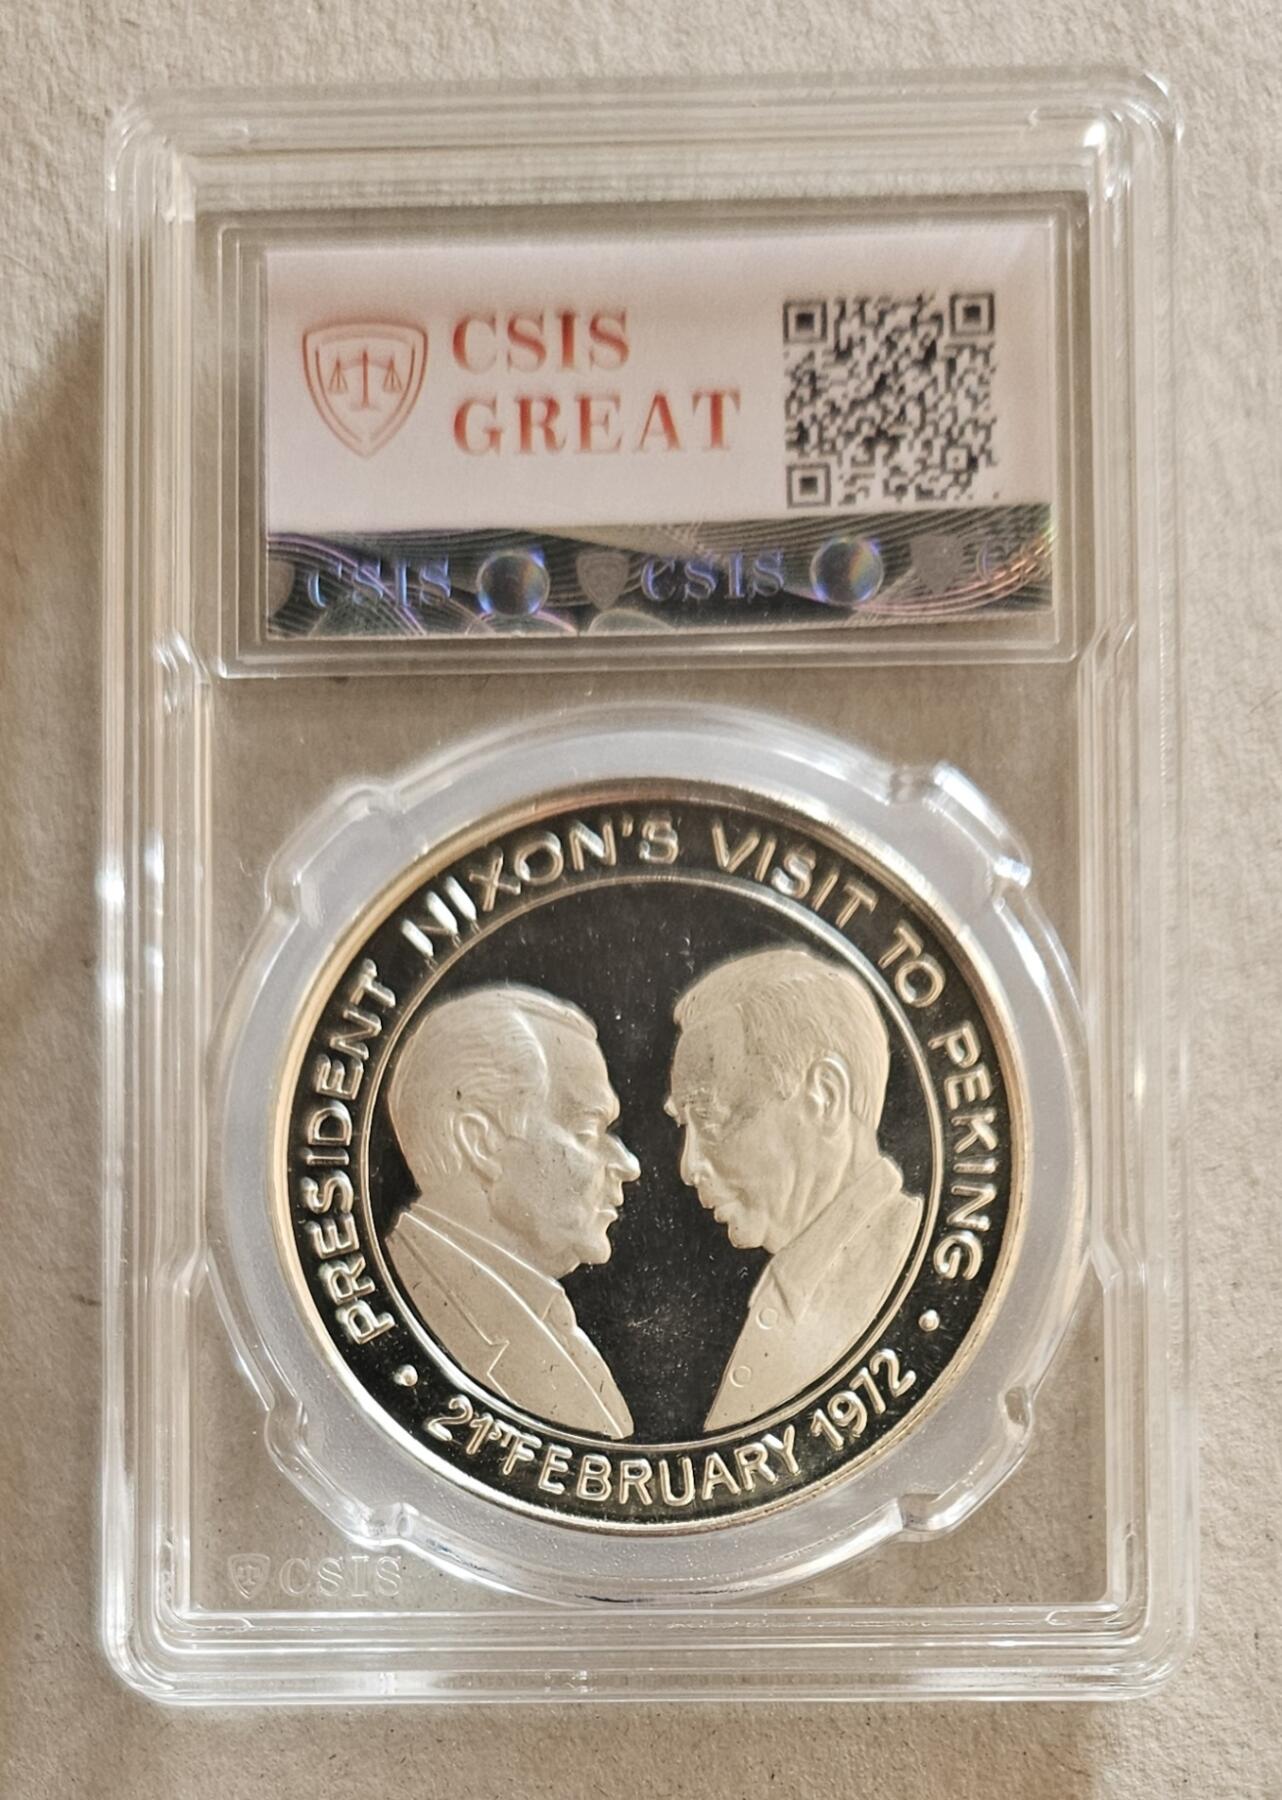 CSIS
GREAT
CSIS CSIS C
PRESIDENT NIXON'S VISIT TO PEKING
• 21ST FEBRUARY 1972 •
CSIS